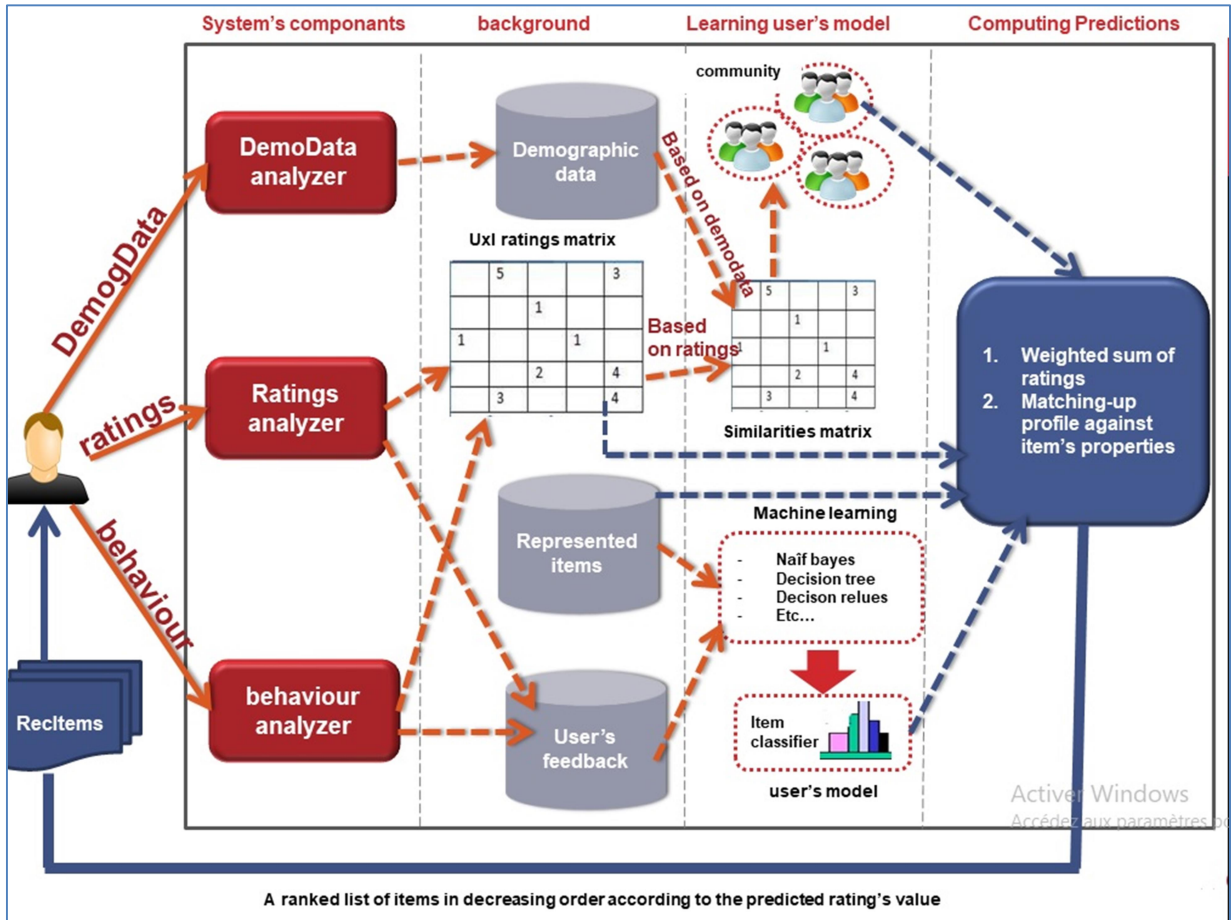 System's componants
background
Learning user's model
Computing Predictions
DemoData
analyzer
Demographic
data
community
Based on demodata
DemogData
UxI ratings matrix
5 3
1
1 1
2 4
3 4
Based
on ratings
5 3
1
1 1
2 4
3 4
Similarities matrix
ratings
Ratings
analyzer
1. Weighted sum of
ratings
2. Matching-up
profile against
item's properties
behaviour
Represented
items
Machine learning
- Naîf bayes
- Decision tree
- Decison relues
- Etc...
RecItems
behaviour
analyzer
User's
feedback
Item
classifier
user's model
Activer Windows
Accédez aux paramètres
A ranked list of items in decreasing order according to the predicted rating's value